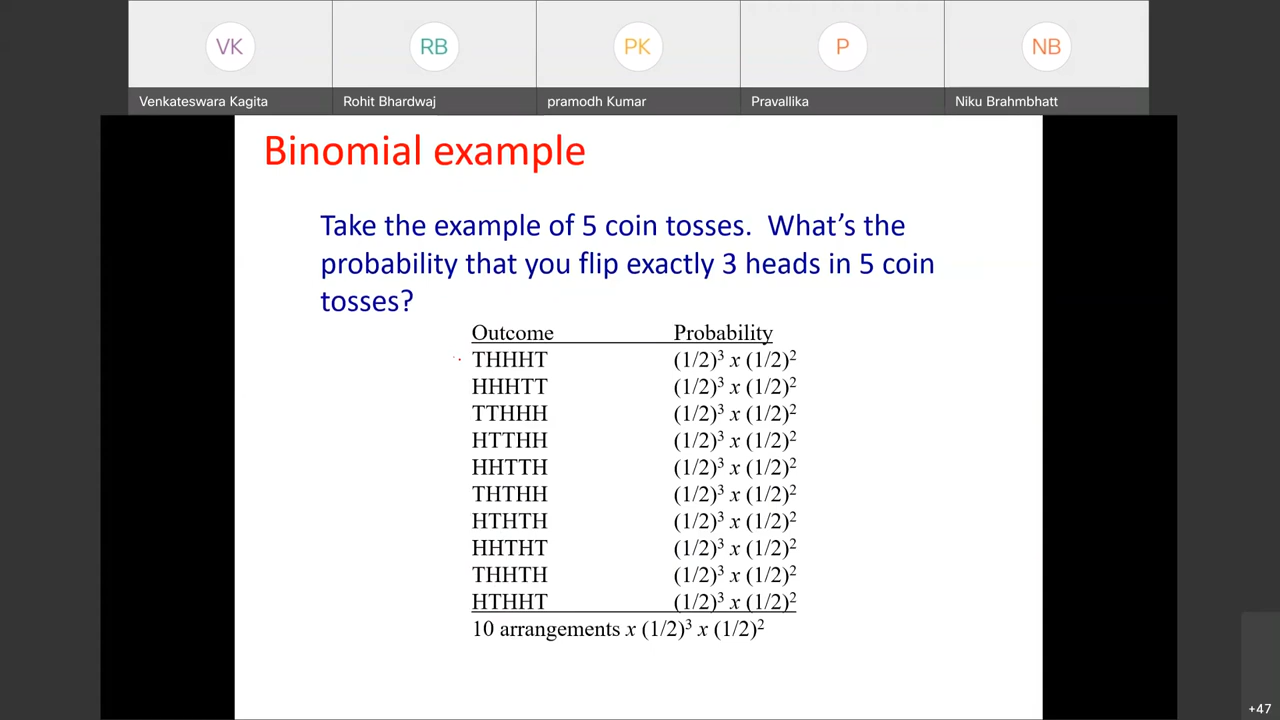 VK RB PK P NB
Venkateswara Kagita Rohit Bhardwaj pramodh Kumar Pravallika Niku Brahmbhatt
Binomial example
Take the example of 5 coin tosses. What’s the
probability that you flip exactly 3 heads in 5 coin
tosses?
Outcome Probability
THHHT (1/2)³ x (1/2)²
HHHTT (1/2)³ x (1/2)²
TTHHH (1/2)³ x (1/2)²
HTTHH (1/2)³ x (1/2)²
HHTTH (1/2)³ x (1/2)²
THTHH (1/2)³ x (1/2)²
HTHTH (1/2)³ x (1/2)²
HHTHT (1/2)³ x (1/2)²
THHTH (1/2)³ x (1/2)²
HTHHT (1/2)³ x (1/2)²
10 arrangements x (1/2)³ x (1/2)²
+47